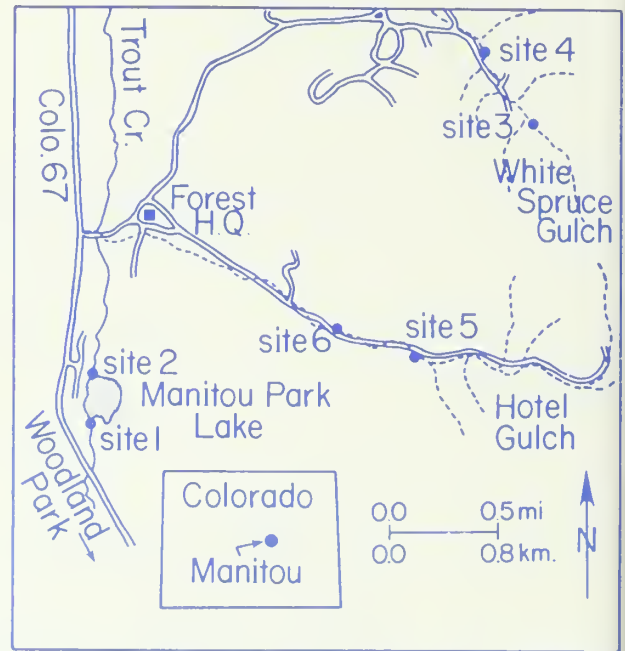 Trout Cr.
Colo. 67
site 4
site 3
White
Spruce
Gulch
Forest
H.Q.
site 6
site 5
site 2
Manitou Park
Lake
site 1
Hotel
Gulch
Woodland
Park
Colorado
Manitou
0.0 0.5 mi
0.0 0.8 km.
N